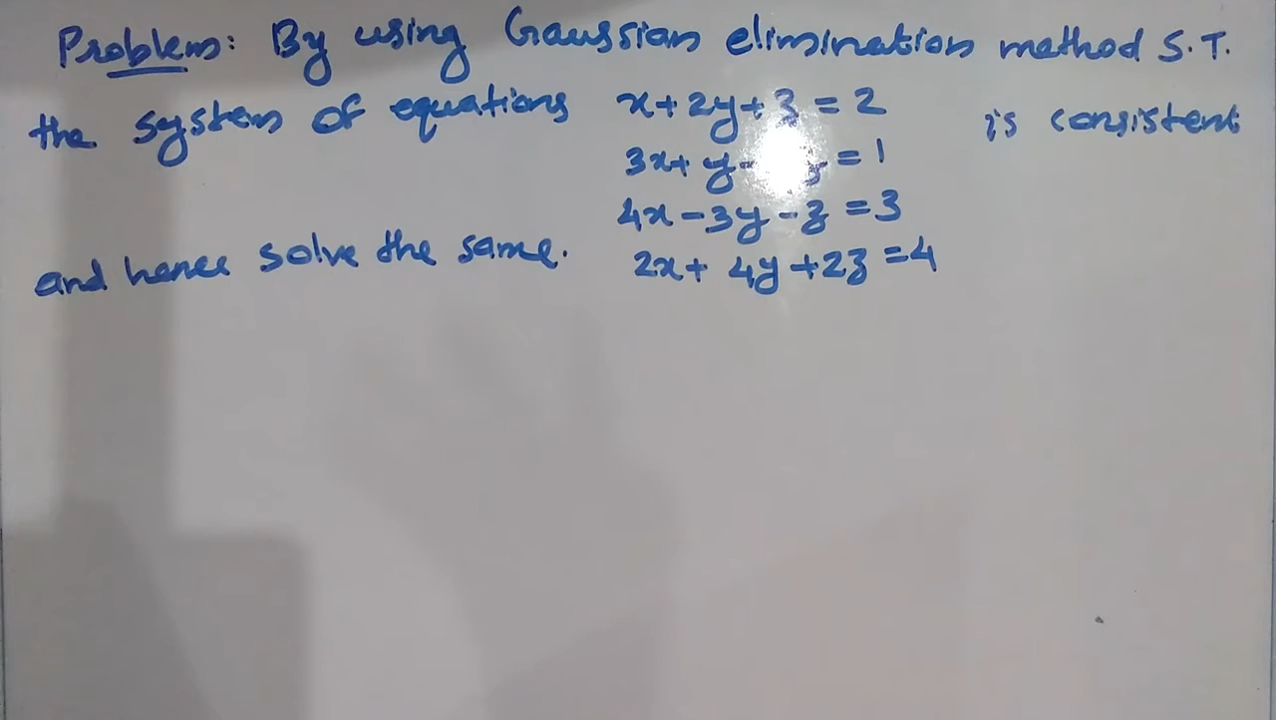 Problem: By using Gaussian elimination method S.T.
the system of equations x+2y+z=2 is consistent
3x+y- z=1
4x-3y-z=3
and hence solve the same. 2x+4y+2z=4